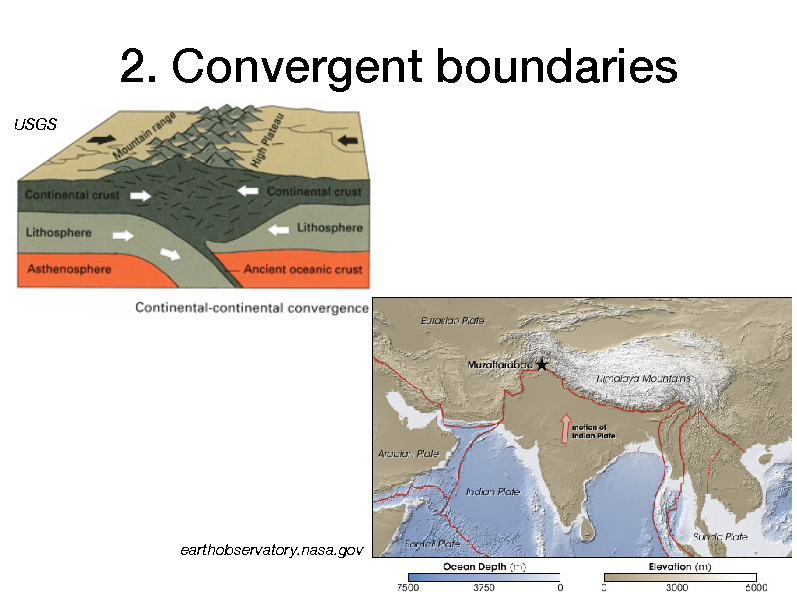 2. Convergent boundaries
USGS
Mountain range
High Plateau
Continental crust
Continental crust
Lithosphere
Lithosphere
Asthenosphere
Ancient oceanic crust
Continental-continental convergence
Eurasian Plate
Muzaffarabad
Himalaya Mountains
motion of
Indian Plate
Arabian Plate
Indian Plate
Somali Plate
Sunda Plate
earthobservatory.nasa.gov
Ocean Depth (m)
Elevation (m)
7500 3750 0
0 3000 6000